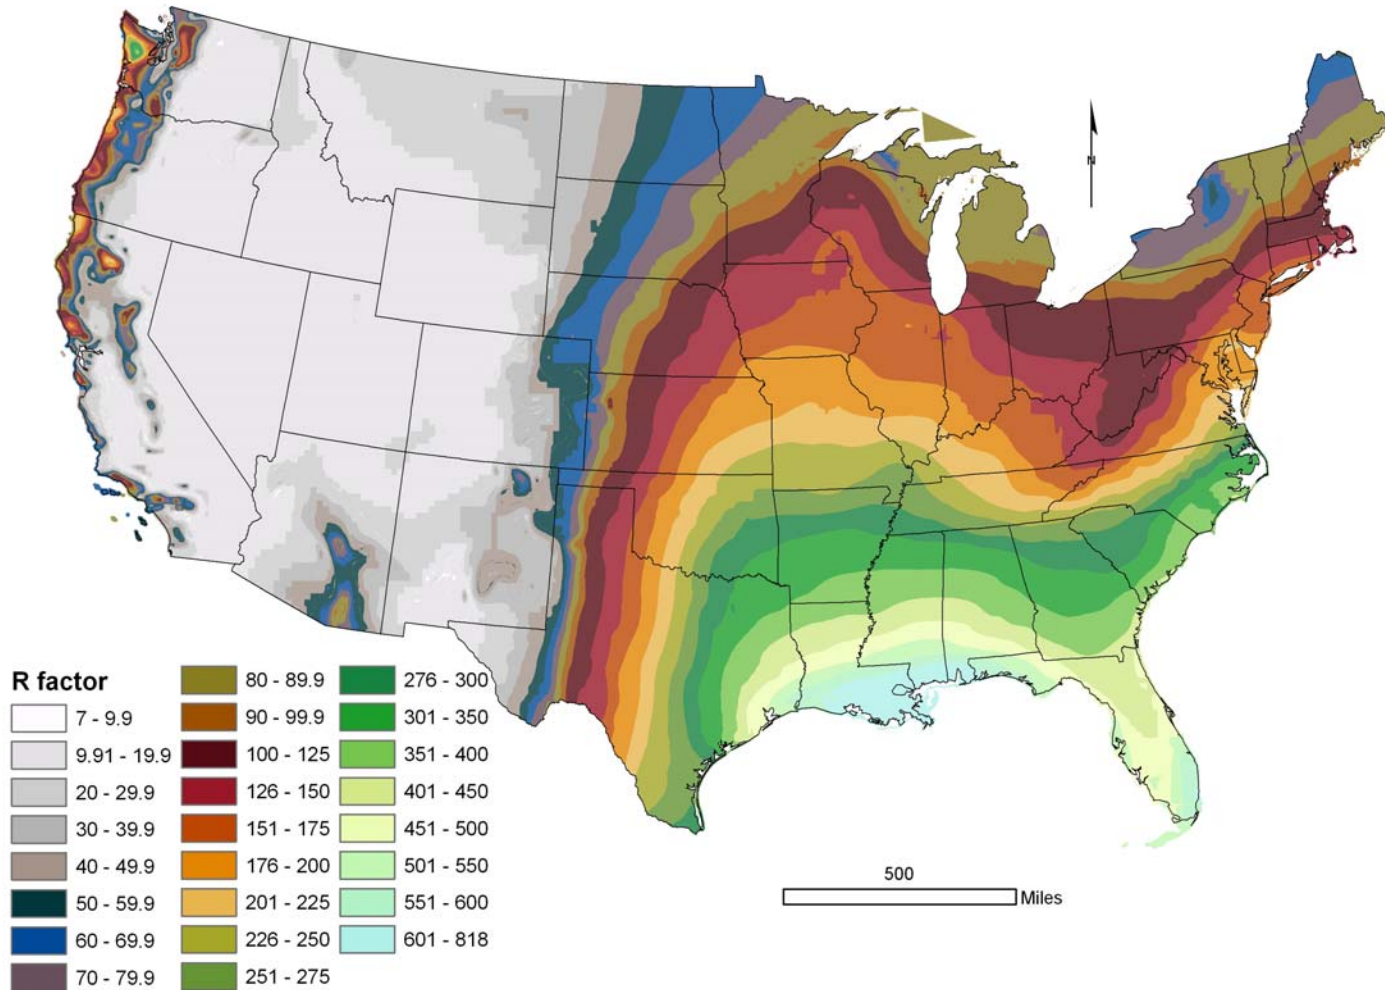 N
R factor
7 - 9.9
9.91 - 19.9
20 - 29.9
30 - 39.9
40 - 49.9
50 - 59.9
60 - 69.9
70 - 79.9
80 - 89.9
90 - 99.9
100 - 125
126 - 150
151 - 175
176 - 200
201 - 225
226 - 250
251 - 275
276 - 300
301 - 350
351 - 400
401 - 450
451 - 500
501 - 550
551 - 600
601 - 818
500
Miles